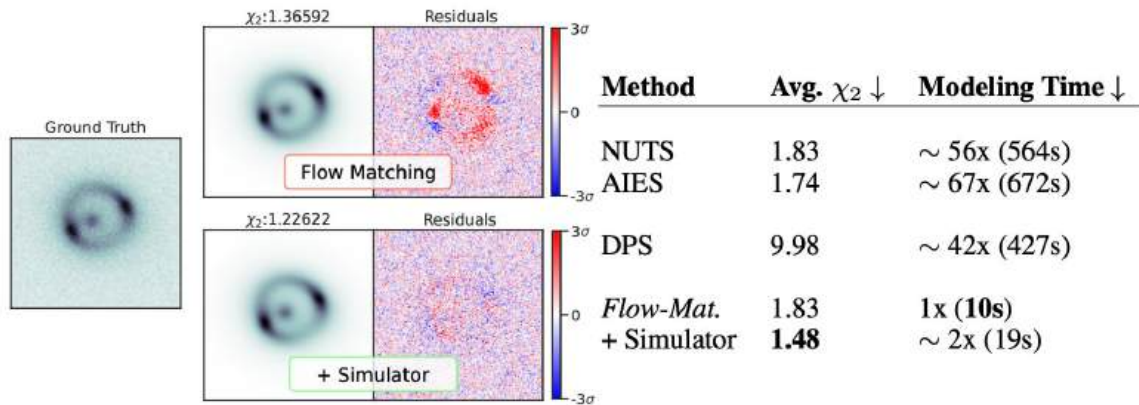 Ground Truth
χ₂:1.36592
Residuals
3σ
0
-3σ
Flow Matching
χ₂:1.22622
Residuals
3σ
0
-3σ
+ Simulator
Method Avg. χ₂ ↓ Modeling Time ↓
NUTS 1.83 ~ 56x (564s)
AIES 1.74 ~ 67x (672s)
DPS 9.98 ~ 42x (427s)
Flow-Mat. 1.83 1x (10s)
+ Simulator 1.48 ~ 2x (19s)